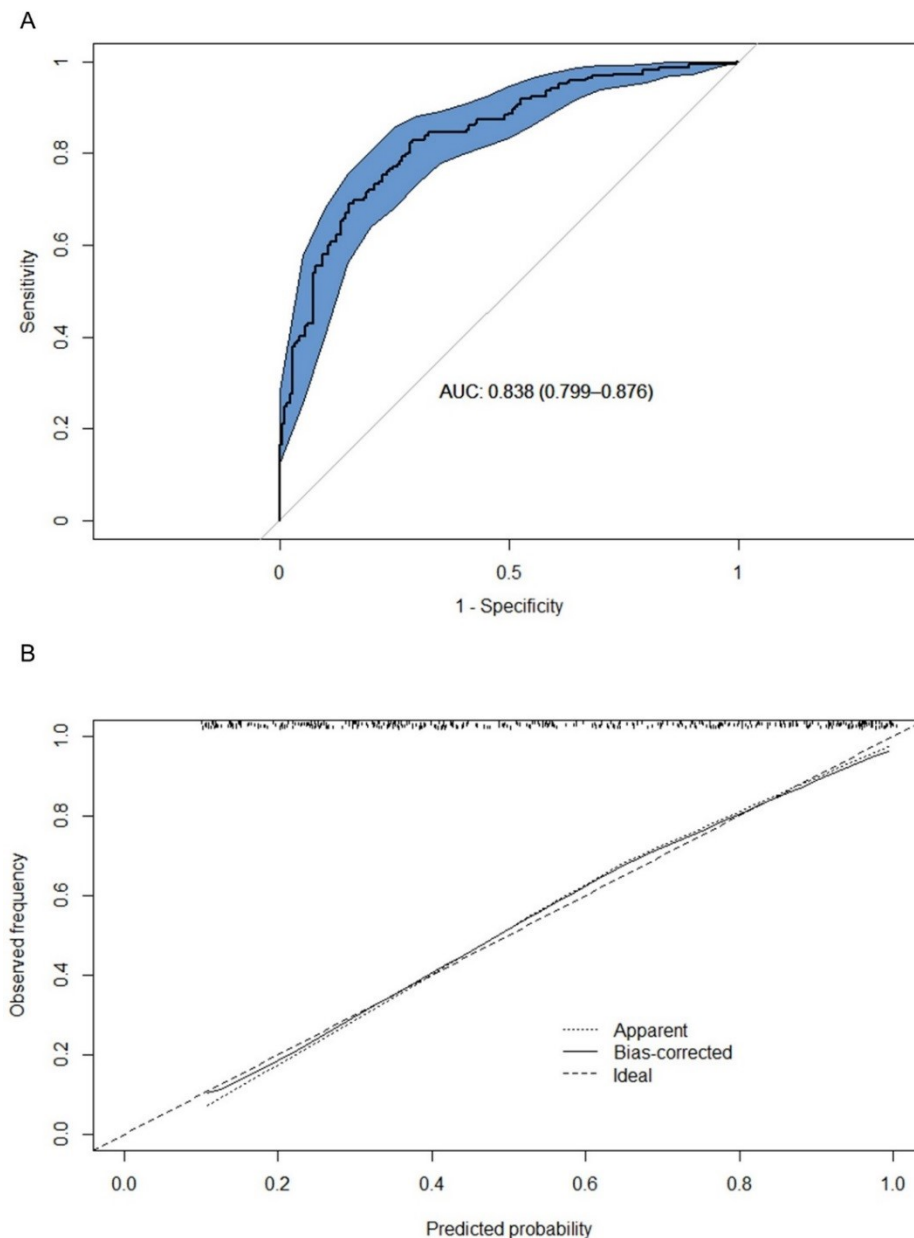 A
1
0.8
0.6
0.4
0.2
0
Sensitivity
AUC: 0.838 (0.799–0.876)
0 0.5 1
1 - Specificity
B
1.0
0.8
0.6
0.4
0.2
0.0
Observed frequency
Apparent
Bias-corrected
Ideal
0.0 0.2 0.4 0.6 0.8 1.0
Predicted probability